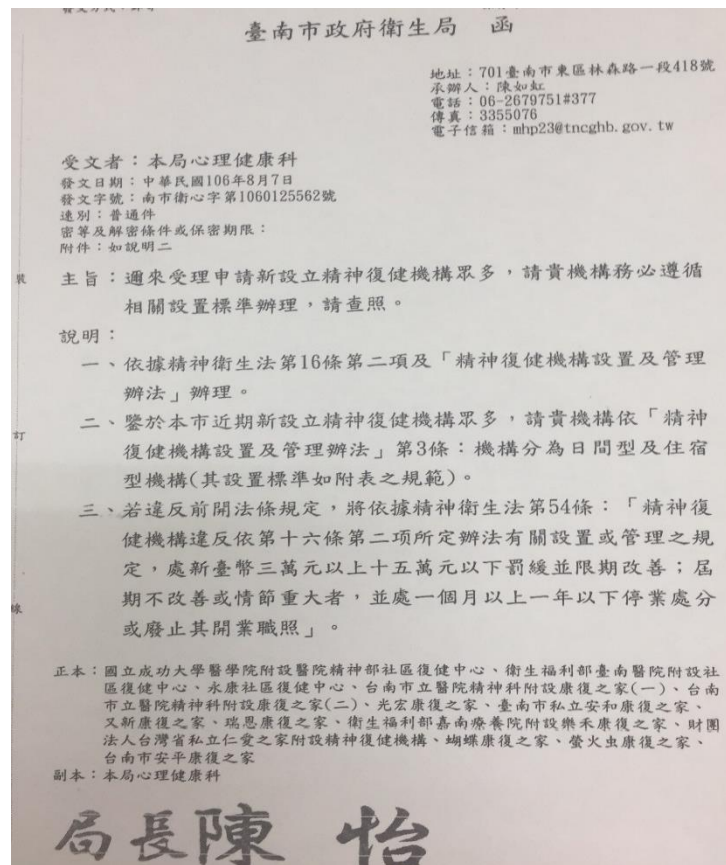 臺南市政府衛生局 函
地址：701臺南市東區林森路一段418號
承辦人：陳如虹
電話：06-2679751#377
傳真：3355076
電子信箱：mhp23@tncghb.gov.tw
受文者：本局心理健康科
發文日期：中華民國106年8月7日
發文字號：南市衛心字第1060125562號
速別：普通件
密等及解密條件或保密期限：
附件：如說明二
裝
主旨：邇來受理申請新設立精神復健機構眾多，請貴機構務必遵循
相關設置標準辦理，請查照。
說明：
一、依據精神衛生法第16條第二項及「精神復健機構設置及管理
辦法」辦理。
二、鑒於本市近期新設立精神復健機構眾多，請貴機構依「精神
訂
復健機構設置及管理辦法」第3條：機構分為日間型及住宿
型機構(其設置標準如附表之規範)。
三、若違反前開法條規定，將依據精神衛生法第54條：「精神復
健機構違反依第十六條第二項所定辦法有關設置或管理之規
定，處新臺幣三萬元以上十五萬元以下罰緩並限期改善；屆
線
期不改善或情節重大者，並處一個月以上一年以下停業處分
或廢止其開業職照」。
正本：國立成功大學醫學院附設醫院精神部社區復健中心、衛生福利部臺南醫院附設社
區復健中心、永康社區復健中心、台南市立醫院精神科附設康復之家(一)、台南
市立醫院精神科附設康復之家(二)、光宏康復之家、臺南市私立安和康復之家、
又新康復之家、瑞恩康復之家、衛生福利部嘉南療養院附設樂禾康復之家、財團
法人台灣省私立仁愛之家附設精神復健機構、蝴蝶康復之家、螢火虫康復之家、
台南市安平康復之家
副本：本局心理健康科
局長陳怡